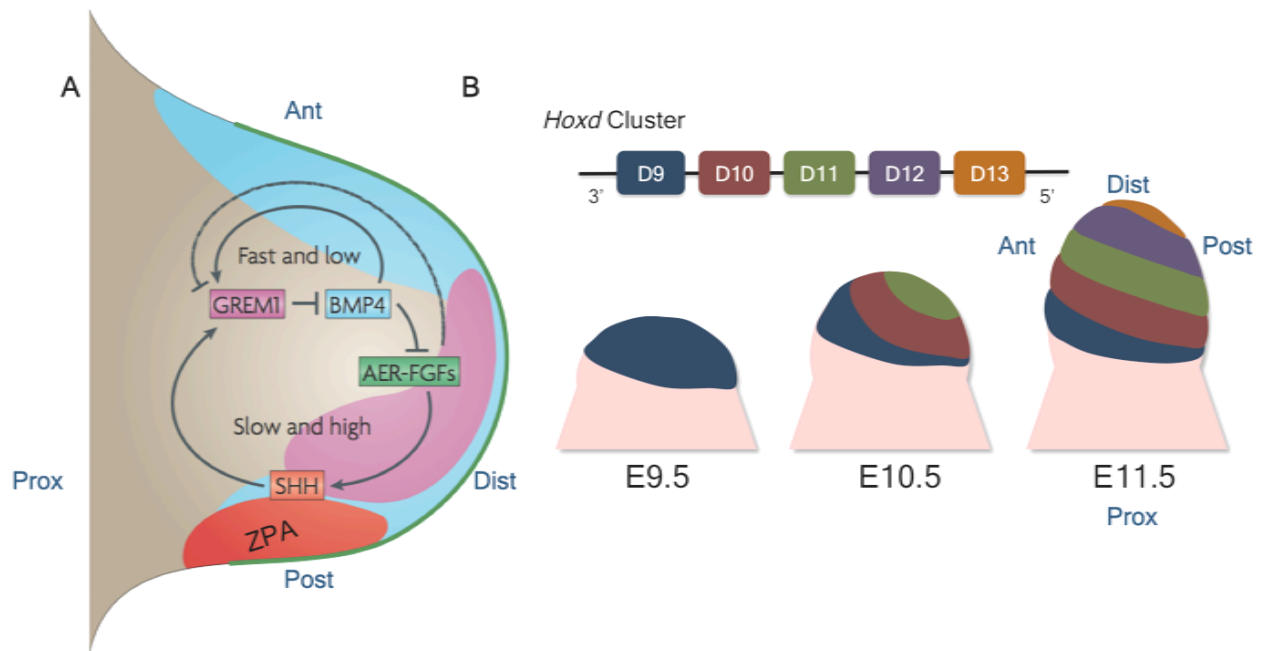 A
Ant
Fast and low
GREM1
BMP4
AER-FGFs
Slow and high
SHH
ZPA
Prox
Dist
Post
B
Hoxd Cluster
D9 D10 D11 D12 D13
3’ 5’
Dist
Ant
Post
E9.5
E10.5
E11.5
Prox